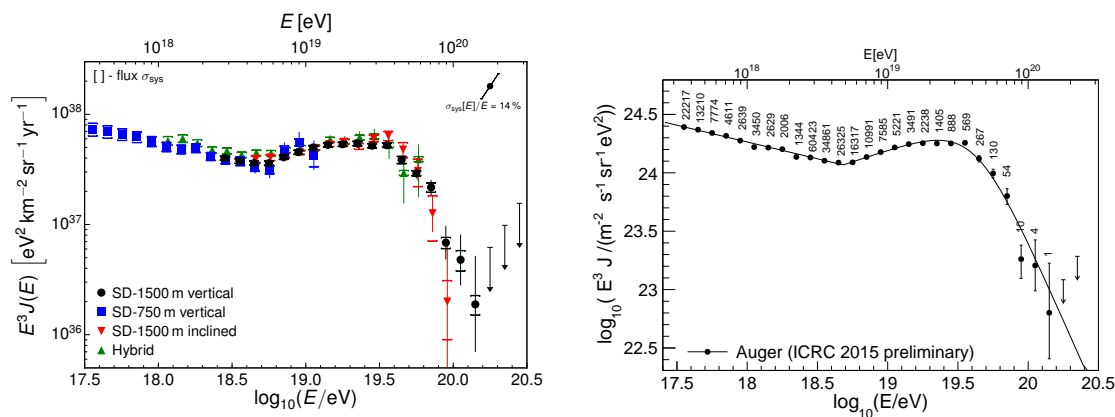 E [eV]
10^18 10^19 10^20
[ ] - flux σ_sys
σ_sys[E]/E = 14%
10^38
10^37
10^36
E^3 J(E) [eV^2 km^−2 sr^−1 yr^−1]
SD-1500 m vertical
SD-750 m vertical
SD-1500 m inclined
Hybrid
17.5 18.0 18.5 19.0 19.5 20.0 20.5
log_10(E/eV)
E[eV]
10^18 10^19 10^20
24.5
24
23.5
23
22.5
log_10(E^3 J /(m^-2 s^-1 sr^-1 eV^2))
22217
13210
7774
4611
2639
3450
2629
2006
1344
60423
34861
26325
16317
10991
7585
5221
3491
2238
1405
888
569
267
130
54
10
4
1
Auger (ICRC 2015 preliminary)
17.5 18 18.5 19 19.5 20 20.5
log_10(E/eV)